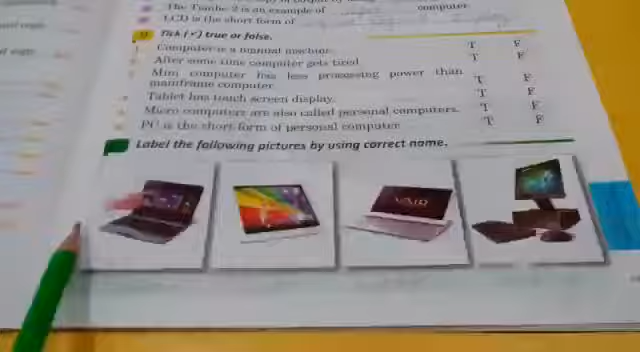 The Tianhe 2 is an example of computer.
LCD is the short form of
Tick (✓) true or false.
Computer is a manual machine. T F
After some time computer gets tired. T F
Mini computer has less processing power than
mainframe computer. T F
Tablet has touch screen display. T F
Micro computers are also called personal computers. T F
PC is the short form of personal computer. T F
Label the following pictures by using correct name.
VAIO